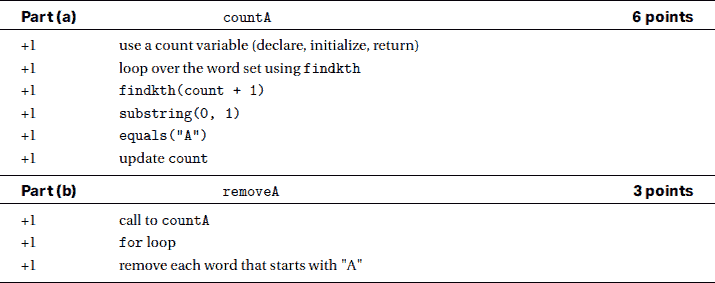 Part (a) countA 6 points
+1 use a count variable (declare, initialize, return)
+1 loop over the word set using findkth
+1 findkth(count + 1)
+1 substring(0, 1)
+1 equals("A")
+1 update count
Part (b) removeA 3 points
+1 call to countA
+1 for loop
+1 remove each word that starts with "A"